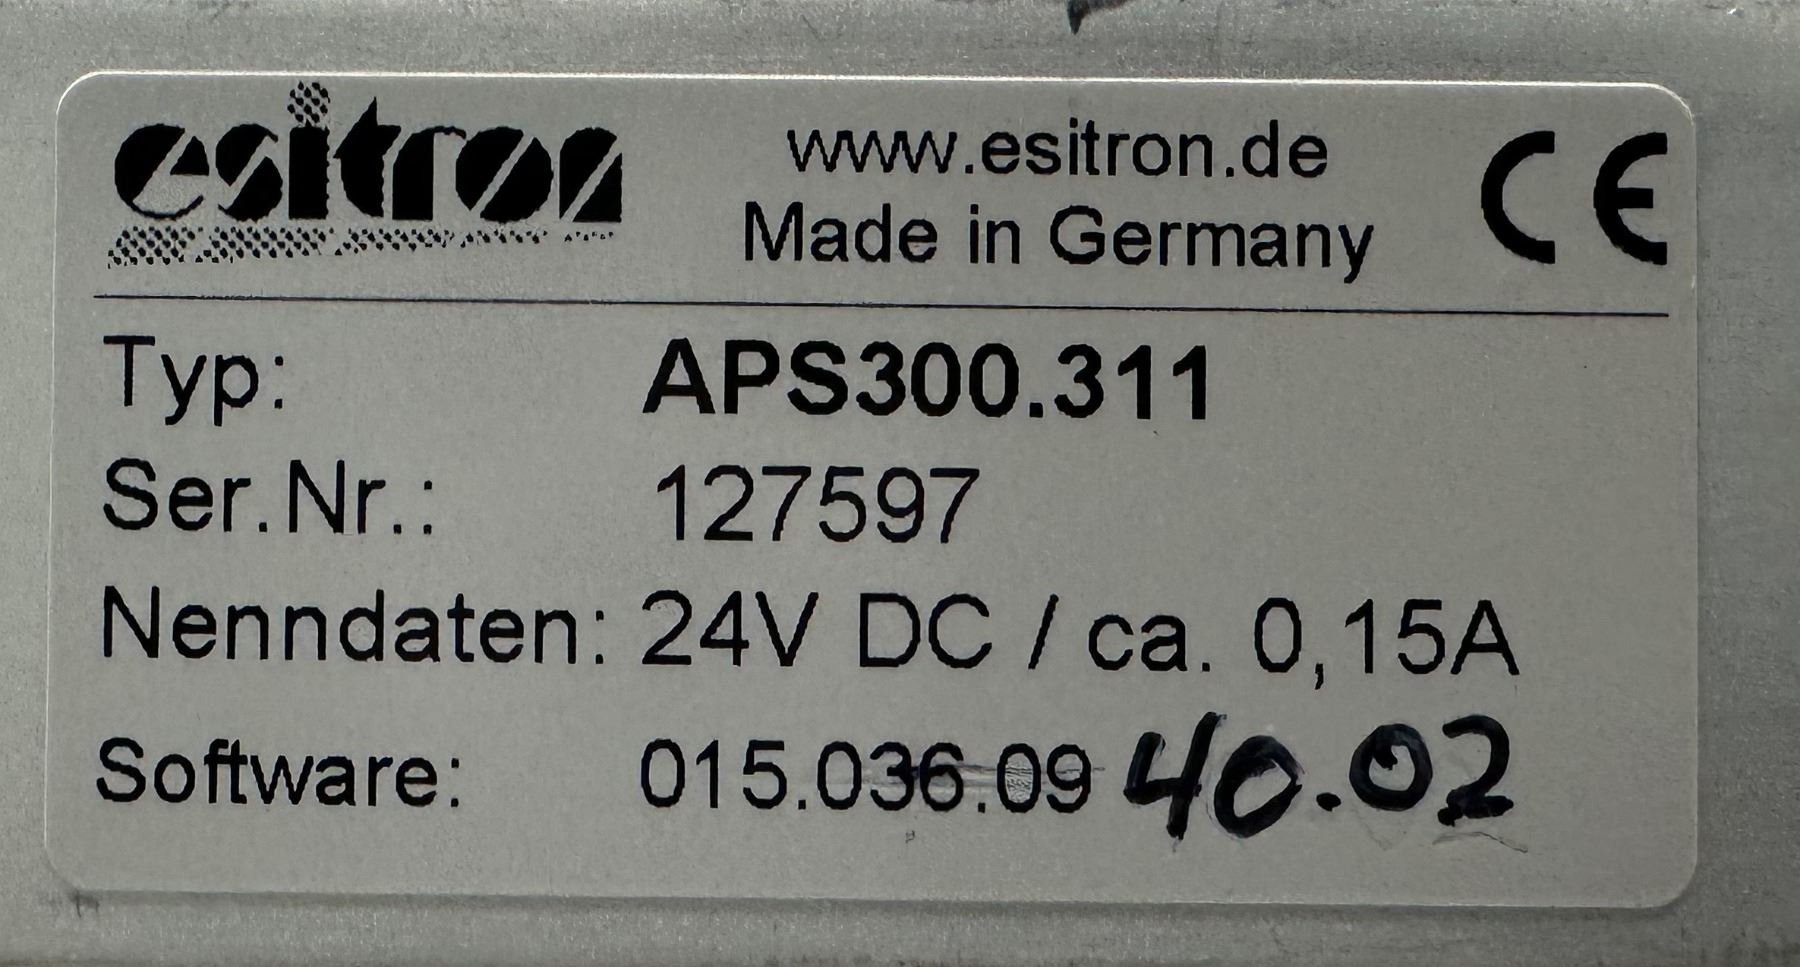 esitron
www.esitron.de
Made in Germany
CE
Typ: APS300.311
Ser.Nr.: 127597
Nenndaten: 24V DC / ca. 0,15A
Software: 015.036.09 40.02